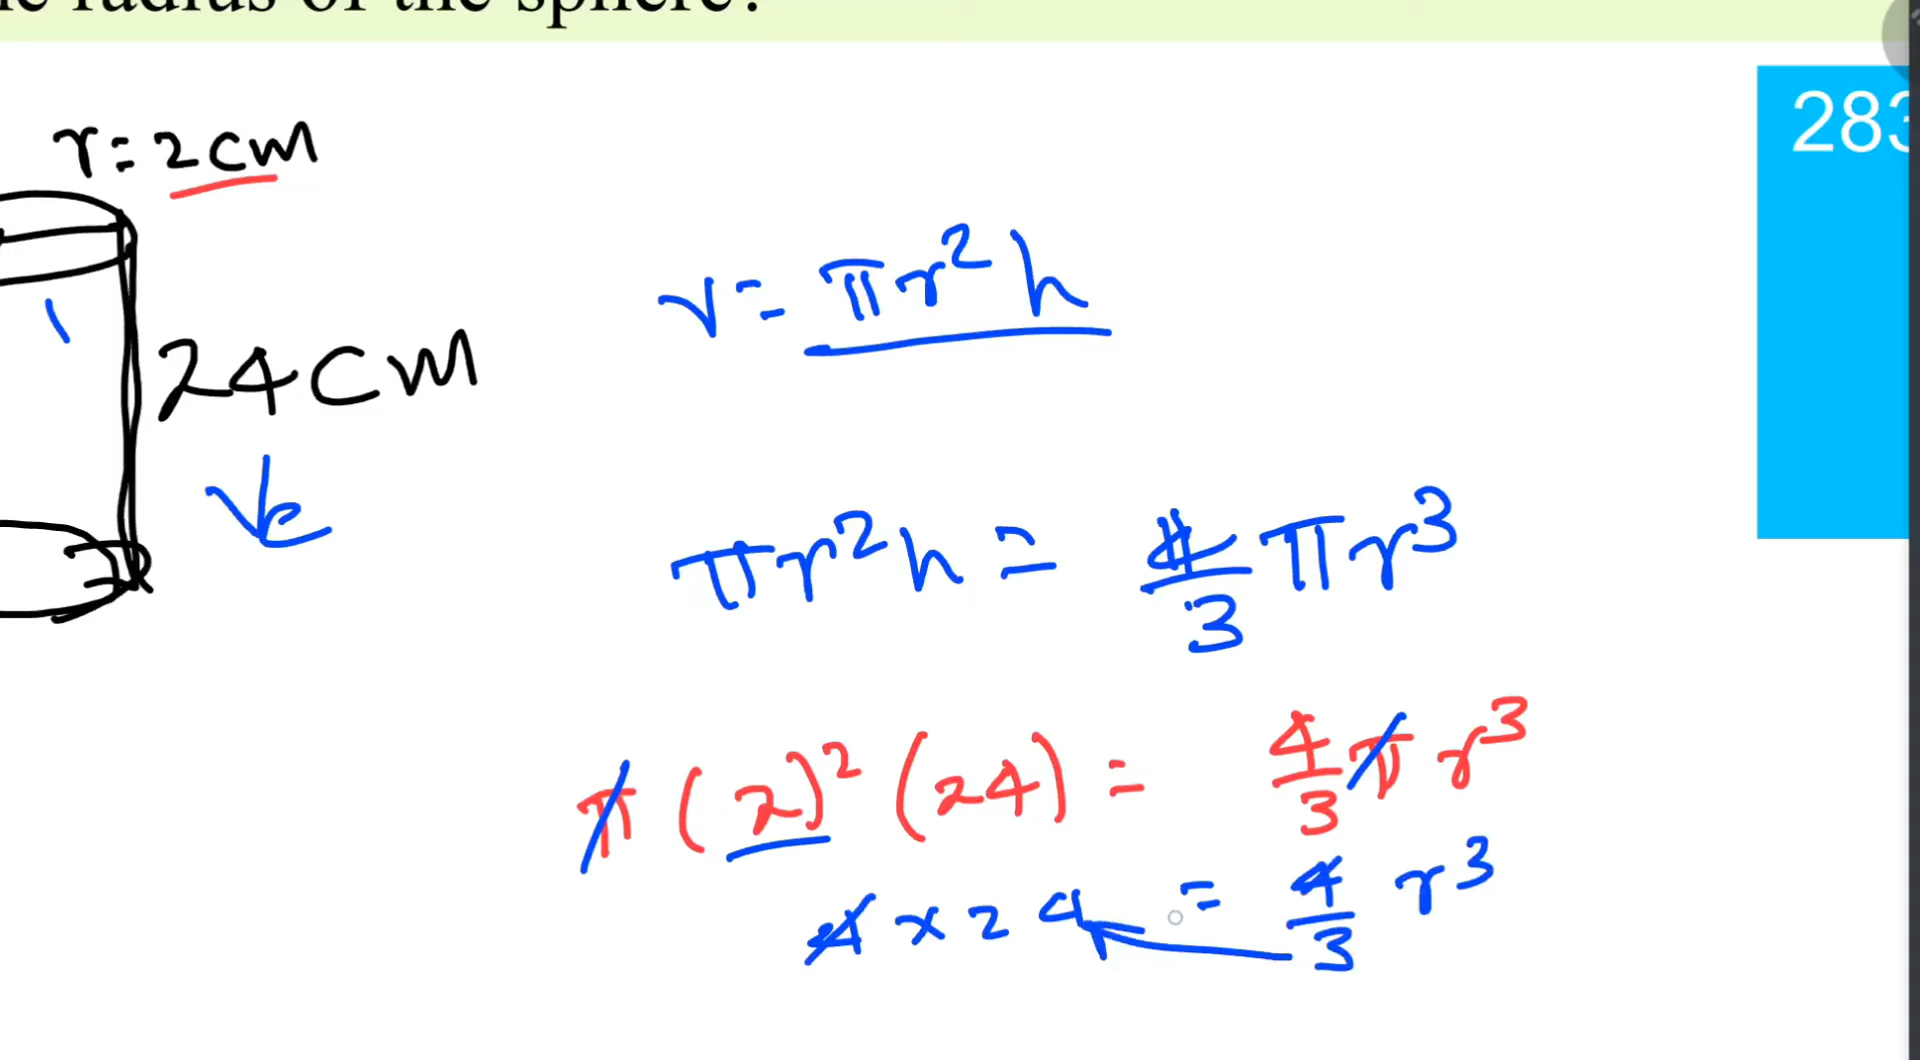 radius of the sphere?
283
r = 2cm
V = πr²h
24cm
πr²h = 4/3 πr³
π (2)² (24) = 4/3 π r³
4 × 24 = 4/3 r³